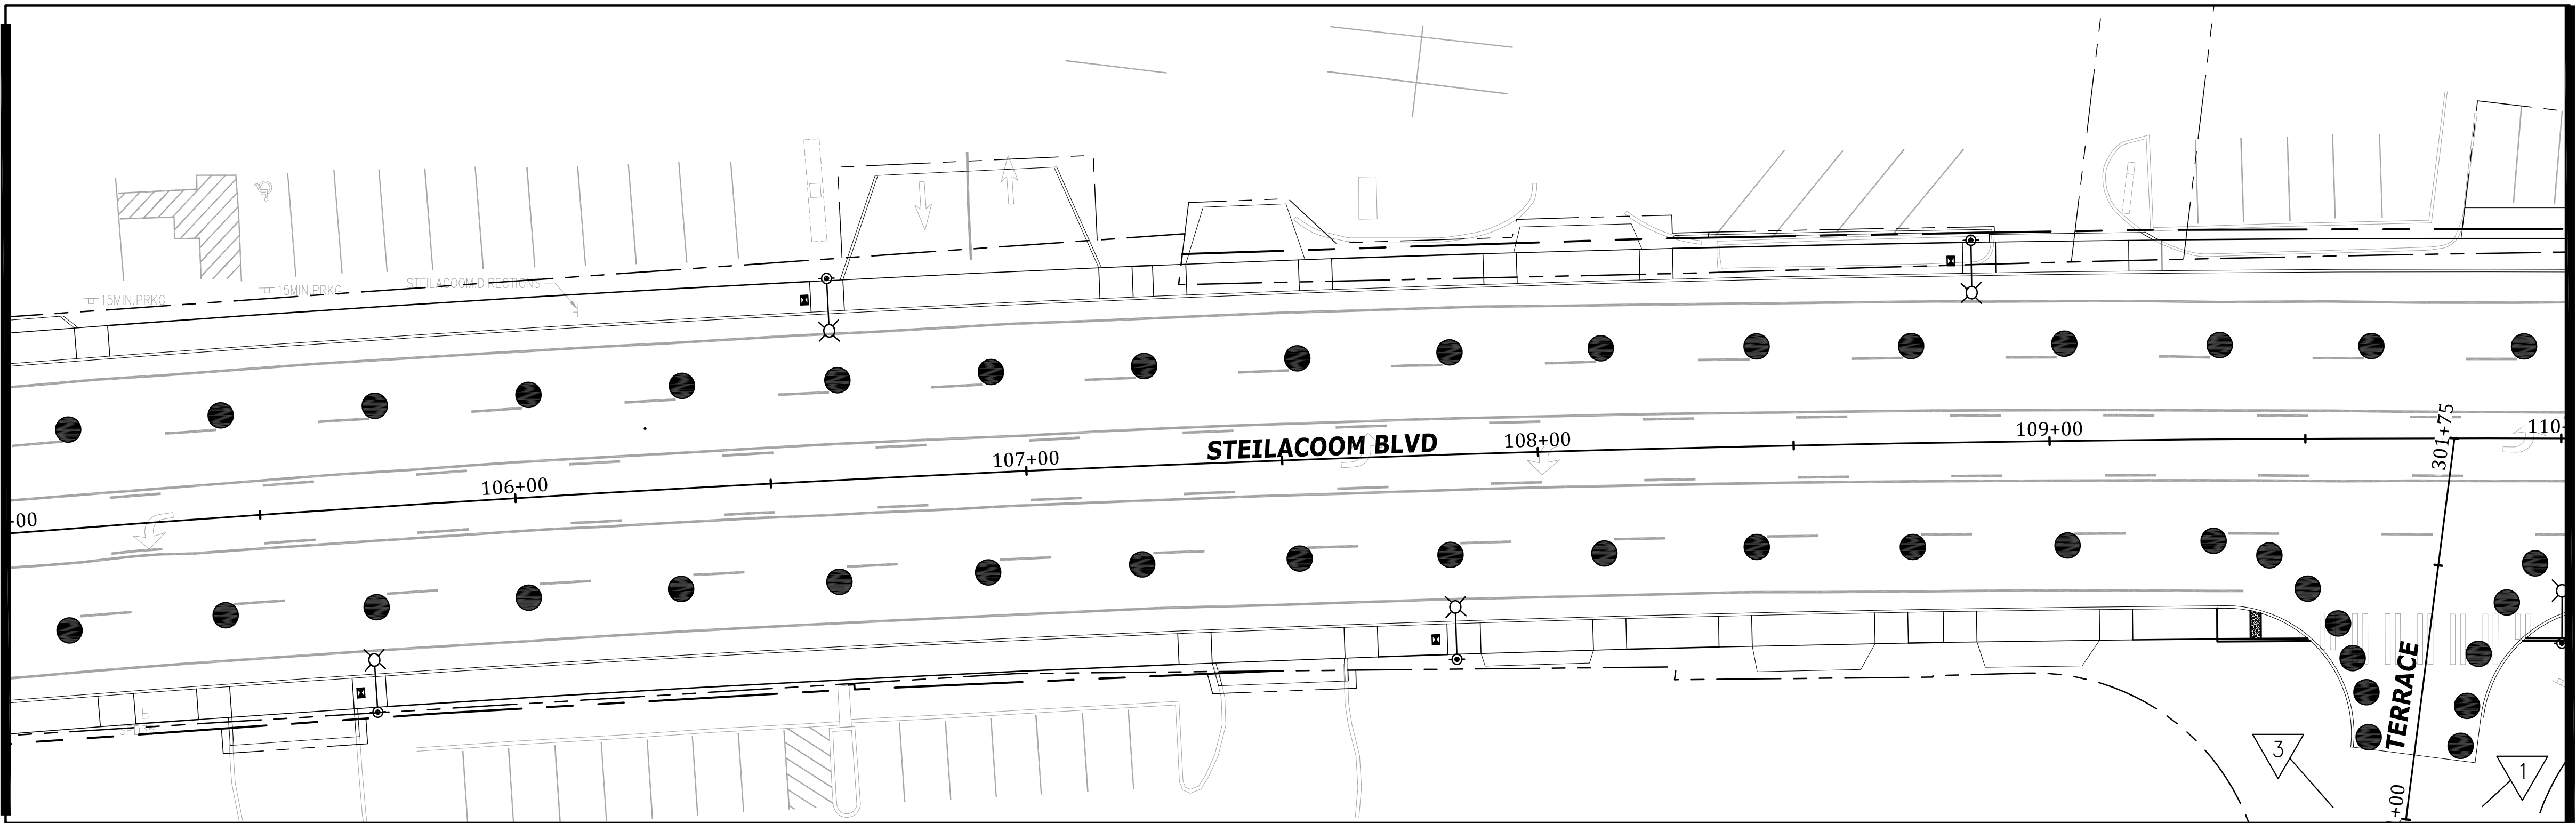 STEILACOOM DIRECTIONS
15MIN.PRKG
15MIN.PRKG
301+75
STEILACOOM BLVD
108+00
109+00
110
107+00
106+00
-00
TERRACE
3
1
+00